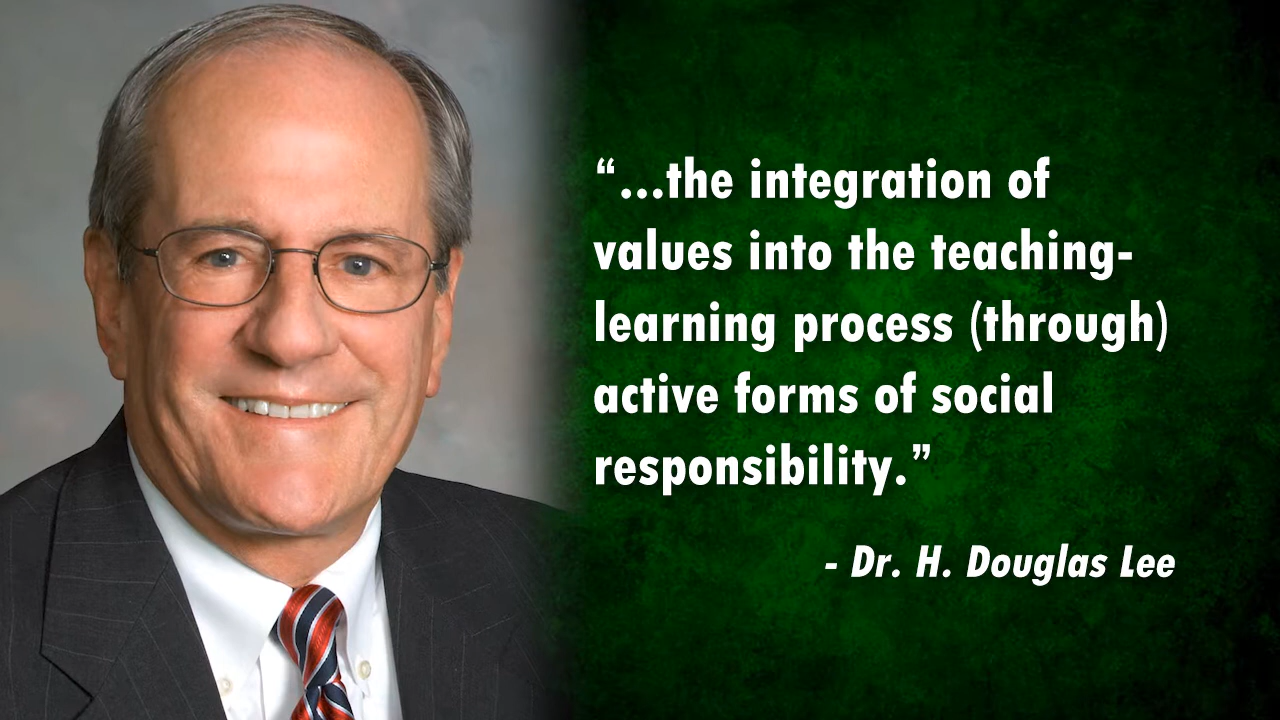 “...the integration of
values into the teaching-
learning process (through)
active forms of social
responsibility.”
- Dr. H. Douglas Lee